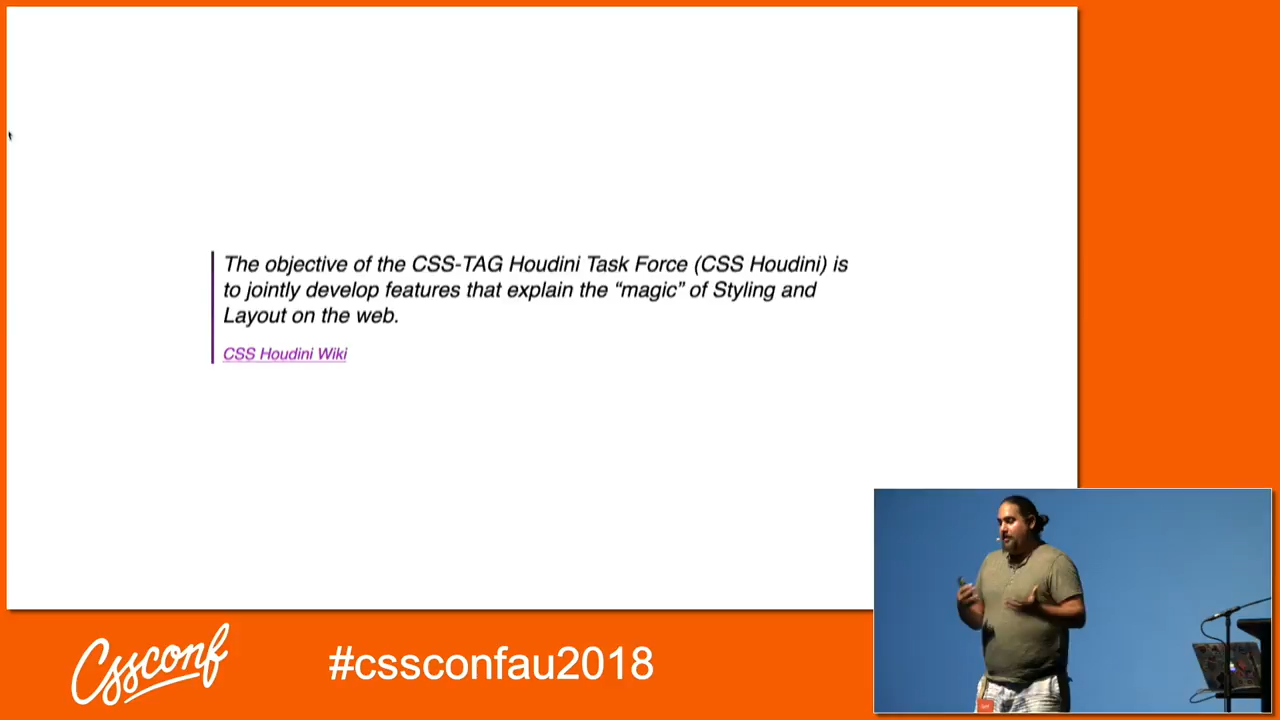 The objective of the CSS-TAG Houdini Task Force (CSS Houdini) is
to jointly develop features that explain the “magic” of Styling and
Layout on the web.
CSS Houdini Wiki
Cssconf
#cssconfau2018